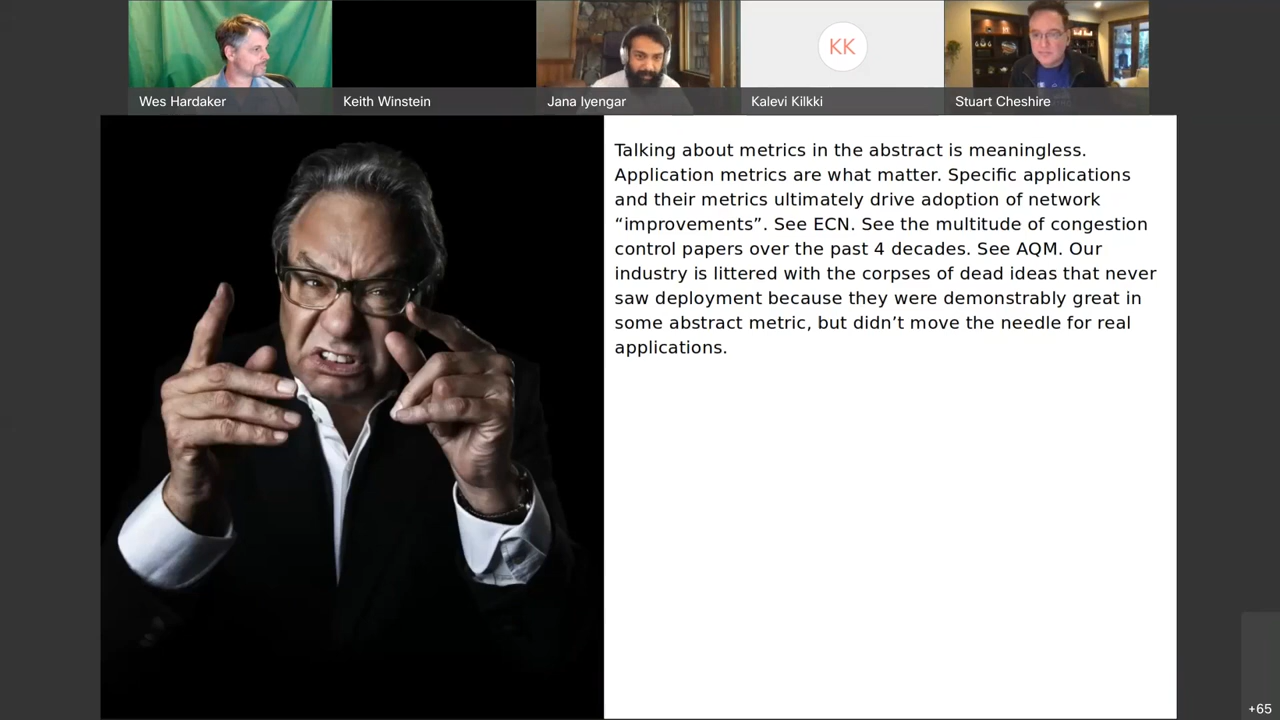 KK
Wes Hardaker
Keith Winstein
Jana Iyengar
Kalevi Kilkki
Stuart Cheshire
Talking about metrics in the abstract is meaningless.
Application metrics are what matter. Specific applications
and their metrics ultimately drive adoption of network
“improvements”. See ECN. See the multitude of congestion
control papers over the past 4 decades. See AQM. Our
industry is littered with the corpses of dead ideas that never
saw deployment because they were demonstrably great in
some abstract metric, but didn’t move the needle for real
applications.
+65